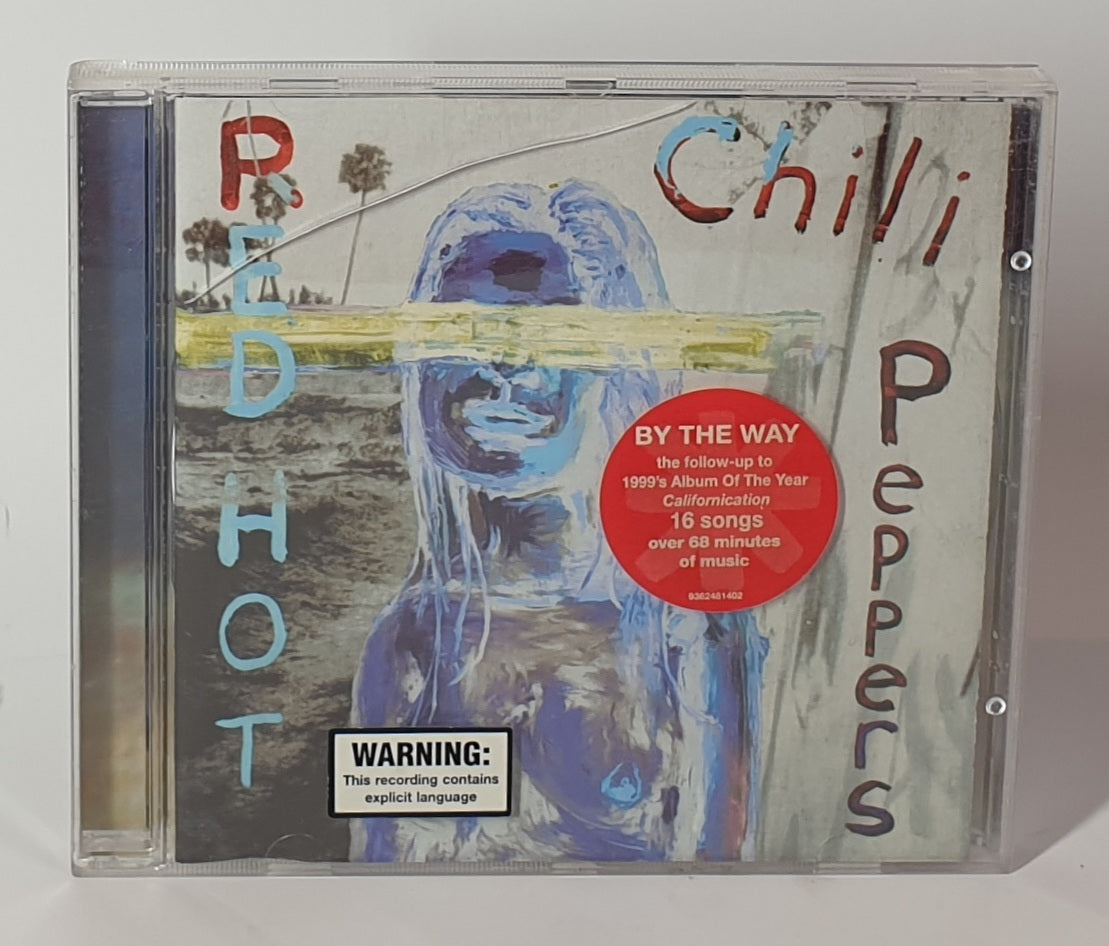 RED HOT
Chili
Peppers
BY THE WAY
the follow-up to
1999's Album Of The Year
Californication,
16 songs
over 68 minutes
of music
9362481402
WARNING:
This recording contains
explicit language